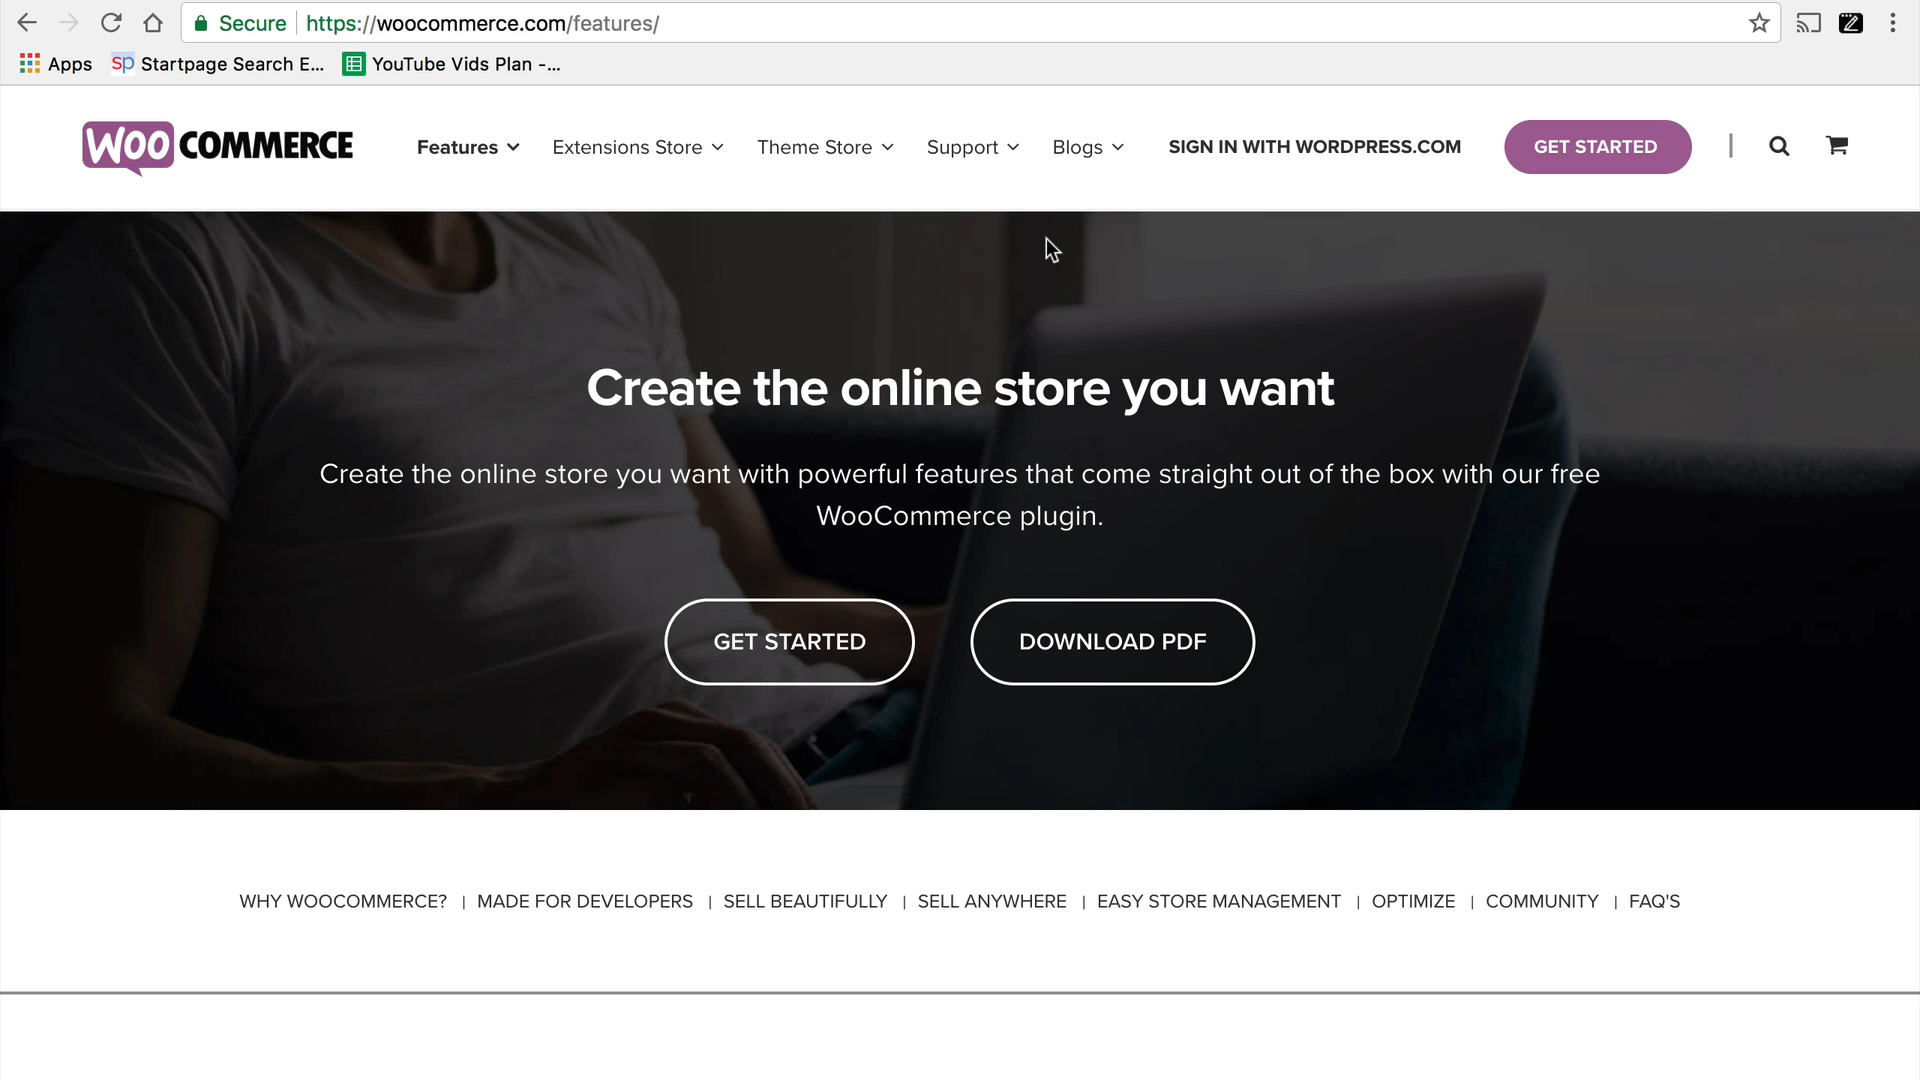 Secure https://woocommerce.com/features/
Apps Startpage Search E... YouTube Vids Plan -...
WOOCOMMERCE Features Extensions Store Theme Store Support Blogs SIGN IN WITH WORDPRESS.COM GET STARTED
Create the online store you want
Create the online store you want with powerful features that come straight out of the box with our free
WooCommerce plugin.
GET STARTED DOWNLOAD PDF
WHY WOOCOMMERCE? | MADE FOR DEVELOPERS | SELL BEAUTIFULLY | SELL ANYWHERE | EASY STORE MANAGEMENT | OPTIMIZE | COMMUNITY | FAQ'S